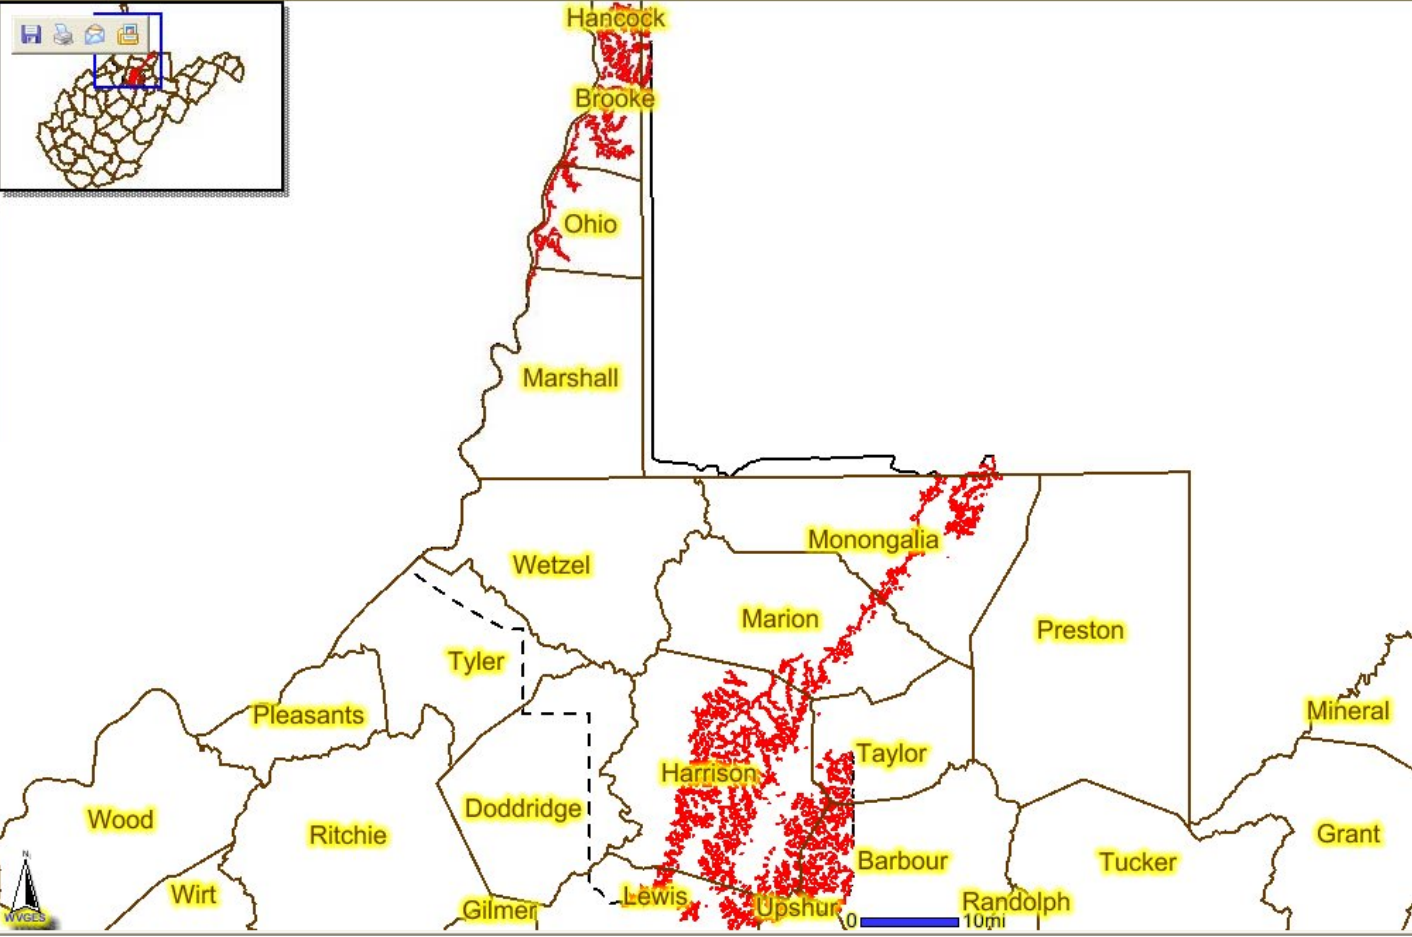 Hancock
Brooke
Ohio
Marshall
Monongalia
Wetzel
Marion
Preston
Tyler
Pleasants
Mineral
Taylor
Harrison
Doddridge
Wood
Ritchie
Grant
Barbour
Tucker
Wirt
Lewis
Upshur
Randolph
Gilmer
N
WVGES
0 10mi